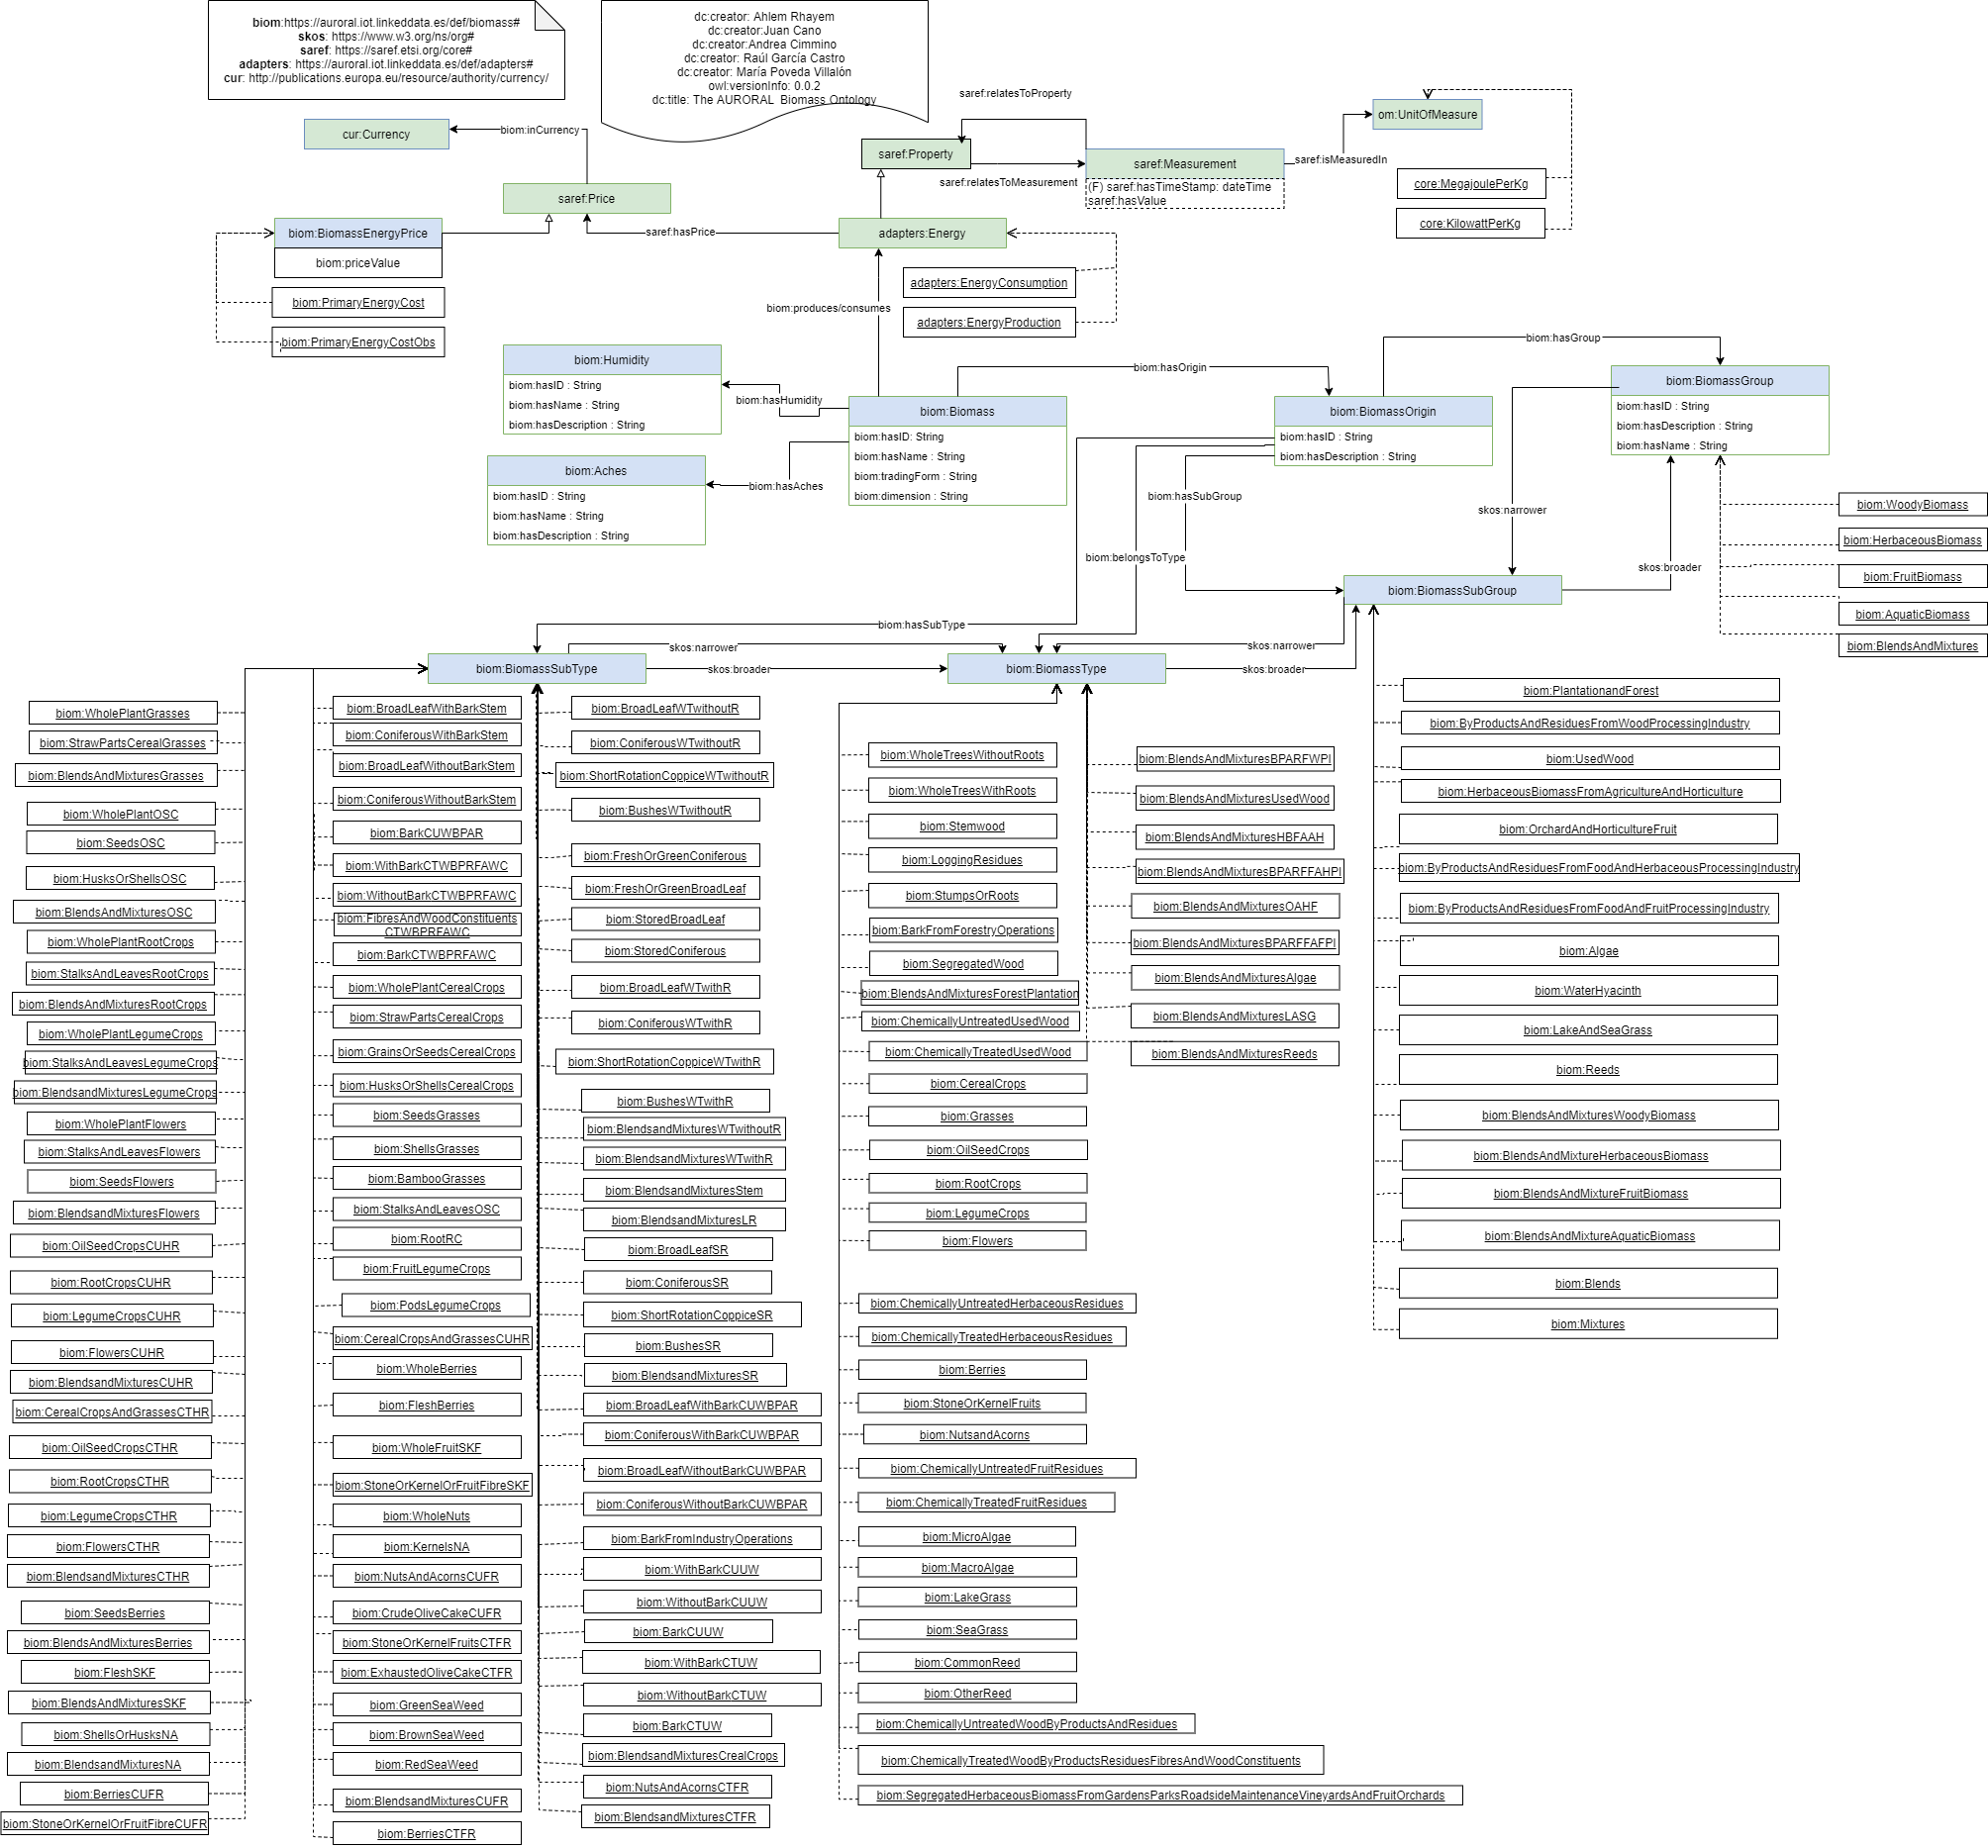 biom:https://auroral.iot.linkeddata.es/def/biomass#
skos: https://www.w3.org/ns/org#
saref: https://saref.etsi.org/core#
adapters: https://auroral.iot.linkeddata.es/def/adapters#
cur: http://publications.europa.eu/resource/authority/currency/
dc:creator: Ahlem Rhayem
dc:creator:Juan Cano
dc:creator:Andrea Cimmino
dc:creator: Raúl García Castro
dc:creator: María Poveda Villalón
owl:versionInfo: 0.0.2
dc:title: The AURORAL Biomass Ontology
saref:relatesToProperty
om:UnitOfMeasure
cur:Currency
biom:inCurrency
saref:Property
saref:Measurement
saref:isMeasuredIn
saref:relatesToMeasurement
(F) saref:hasTimeStamp: dateTime
saref:hasValue
core:MegajoulePerKg
core:KilowattPerKg
saref:Price
biom:BiomassEnergyPrice
biom:priceValue
saref:hasPrice
adapters:Energy
biom:PrimaryEnergyCost
biom:PrimaryEnergyCostObs
adapters:EnergyConsumption
adapters:EnergyProduction
biom:produces/consumes
biom:Humidity
biom:hasID : String
biom:hasName : String
biom:hasDescription : String
biom:hasHumidity
biom:Aches
biom:hasID : String
biom:hasName : String
biom:hasDescription : String
biom:hasAches
biom:Biomass
biom:hasID: String
biom:hasName : String
biom:tradingForm : String
biom:dimension : String
biom:hasOrigin
biom:BiomassOrigin
biom:hasID : String
biom:hasDescription : String
biom:hasGroup
biom:BiomassGroup
biom:hasID : String
biom:hasDescription : String
biom:hasName : String
biom:hasSubGroup
skos:narrower
biom:belongsToType
skos:broader
biom:BiomassSubGroup
biom:WoodyBiomass
biom:HerbaceousBiomass
biom:FruitBiomass
biom:AquaticBiomass
biom:BlendsAndMixtures
biom:hasSubType
skos:narrower
skos:narrower
biom:BiomassSubType
skos:broader
biom:BiomassType
skos:broader
biom:WholePlantGrasses
biom:StrawPartsCerealGrasses
biom:BlendsAndMixturesGrasses
biom:WholePlantOSC
biom:SeedsOSC
biom:HusksOrShellsOSC
biom:BlendsAndMixturesOSC
biom:WholePlantRootCrops
biom:StalksAndLeavesRootCrops
biom:BlendsAndMixturesRootCrops
biom:WholePlantLegumeCrops
biom:StalksAndLeavesLegumeCrops
biom:BlendsandMixturesLegumeCrops
biom:WholePlantFlowers
biom:StalksAndLeavesFlowers
biom:SeedsFlowers
biom:BlendsandMixturesFlowers
biom:OilSeedCropsCUHR
biom:RootCropsCUHR
biom:LegumeCropsCUHR
biom:FlowersCUHR
biom:BlendsandMixturesCUHR
biom:CerealCropsAndGrassesCTHR
biom:OilSeedCropsCTHR
biom:RootCropsCTHR
biom:LegumeCropsCTHR
biom:FlowersCTHR
biom:BlendsandMixturesCTHR
biom:SeedsBerries
biom:BlendsAndMixturesBerries
biom:FleshSKF
biom:BlendsAndMixturesSKF
biom:ShellsOrHusksNA
biom:BlendsandMixturesNA
biom:BerriesCUFR
biom:StoneOrKernelOrFruitFibreCUFR
biom:BroadLeafWithBarkStem
biom:ConiferousWithBarkStem
biom:BroadLeafWithoutBarkStem
biom:ConiferousWithoutBarkStem
biom:BarkCUWBPAR
biom:WithBarkCTWBPRFAWC
biom:WithoutBarkCTWBPRFAWC
biom:FibresAndWoodConstituents
CTWBPRFAWC
biom:BarkCTWBPRFAWC
biom:WholePlantCerealCrops
biom:StrawPartsCerealCrops
biom:GrainsOrSeedsCerealCrops
biom:HusksOrShellsCerealCrops
biom:SeedsGrasses
biom:ShellsGrasses
biom:BambooGrasses
biom:StalksAndLeavesOSC
biom:RootRC
biom:FruitLegumeCrops
biom:PodsLegumeCrops
biom:CerealCropsAndGrassesCUHR
biom:WholeBerries
biom:FleshBerries
biom:WholeFruitSKF
biom:StoneOrKernelOrFruitFibreSKF
biom:WholeNuts
biom:KernelsNA
biom:NutsAndAcornsCUFR
biom:CrudeOliveCakeCUFR
biom:StoneOrKernelFruitsCTFR
biom:ExhaustedOliveCakeCTFR
biom:GreenSeaWeed
biom:BrownSeaWeed
biom:RedSeaWeed
biom:BlendsandMixturesCUFR
biom:BerriesCTFR
biom:BroadLeafWTwithoutR
biom:ConiferousWTwithoutR
biom:ShortRotationCoppiceWTwithoutR
biom:BushesWTwithoutR
biom:FreshOrGreenConiferous
biom:FreshOrGreenBroadLeaf
biom:StoredBroadLeaf
biom:StoredConiferous
biom:BroadLeafWTwithR
biom:ConiferousWTwithR
biom:ShortRotationCoppiceWTwithR
biom:BushesWTwithR
biom:BlendsandMixturesWTwithoutR
biom:BlendsandMixturesWTwithR
biom:BlendsandMixturesStem
biom:BlendsandMixturesLR
biom:BroadLeafSR
biom:ConiferousSR
biom:ShortRotationCoppiceSR
biom:BushesSR
biom:BlendsandMixturesSR
biom:BroadLeafWithBarkCUWBPAR
biom:ConiferousWithBarkCUWBPAR
biom:BroadLeafWithoutBarkCUWBPAR
biom:ConiferousWithoutBarkCUWBPAR
biom:BarkFromIndustryOperations
biom:WithBarkCUUW
biom:WithoutBarkCUUW
biom:BarkCUUW
biom:WithBarkCTUW
biom:WithoutBarkCTUW
biom:BarkCTUW
biom:BlendsandMixturesCrealCrops
biom:NutsAndAcornsCTFR
biom:BlendsandMixturesCTFR
biom:WholeTreesWithoutRoots
biom:WholeTreesWithRoots
biom:Stemwood
biom:LoggingResidues
biom:StumpsOrRoots
biom:BarkFromForestryOperations
biom:SegregatedWood
biom:BlendsAndMixturesForestPlantation
biom:ChemicallyUntreatedUsedWood
biom:ChemicallyTreatedUsedWood
biom:CerealCrops
biom:Grasses
biom:OilSeedCrops
biom:RootCrops
biom:LegumeCrops
biom:Flowers
biom:ChemicallyUntreatedHerbaceousResidues
biom:ChemicallyTreatedHerbaceousResidues
biom:Berries
biom:StoneOrKernelFruits
biom:NutsandAcorns
biom:ChemicallyUntreatedFruitResidues
biom:ChemicallyTreatedFruitResidues
biom:MicroAlgae
biom:MacroAlgae
biom:LakeGrass
biom:SeaGrass
biom:CommonReed
biom:OtherReed
biom:ChemicallyUntreatedWoodByProductsAndResidues
biom:ChemicallyTreatedWoodByProductsResiduesFibresAndWoodConstituents
biom:SegregatedHerbaceousBiomassFromGardensParksRoadsideMaintenanceVineyardsAndFruitOrchards
biom:BlendsAndMixturesBPARFWPI
biom:BlendsAndMixturesUsedWood
biom:BlendsAndMixturesHBFAAH
biom:BlendsAndMixturesBPARFFAHPI
biom:BlendsAndMixturesOAHF
biom:BlendsAndMixturesBPARFFAFPI
biom:BlendsAndMixturesAlgae
biom:BlendsAndMixturesLASG
biom:BlendsAndMixturesReeds
biom:PlantationandForest
biom:ByProductsAndResiduesFromWoodProcessingIndustry
biom:UsedWood
biom:HerbaceousBiomassFromAgricultureAndHorticulture
biom:OrchardAndHorticultureFruit
biom:ByProductsAndResiduesFromFoodAndHerbaceousProcessingIndustry
biom:ByProductsAndResiduesFromFoodAndFruitProcessingIndustry
biom:Algae
biom:WaterHyacinth
biom:LakeAndSeaGrass
biom:Reeds
biom:BlendsAndMixturesWoodyBiomass
biom:BlendsAndMixtureHerbaceousBiomass
biom:BlendsAndMixtureFruitBiomass
biom:BlendsAndMixtureAquaticBiomass
biom:Blends
biom:Mixtures